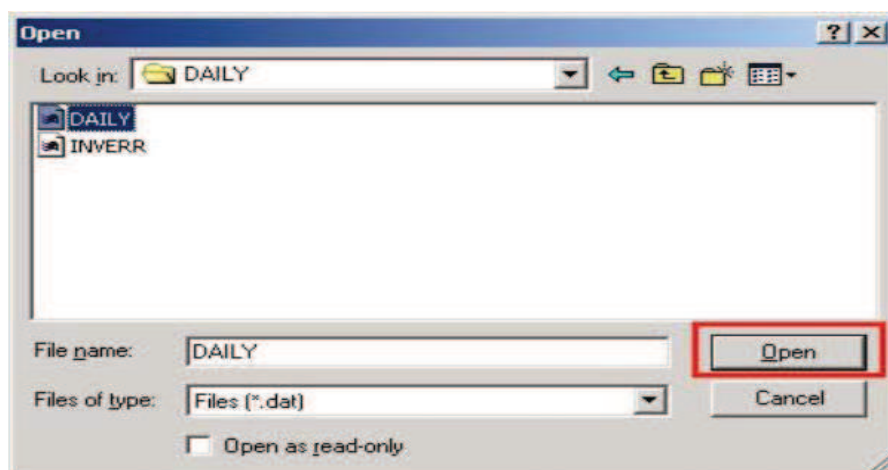 Open
Look in: DAILY
DAILY
INVERR
File name: DAILY Open
Files of type: Files (*.dat) Cancel
Open as read-only